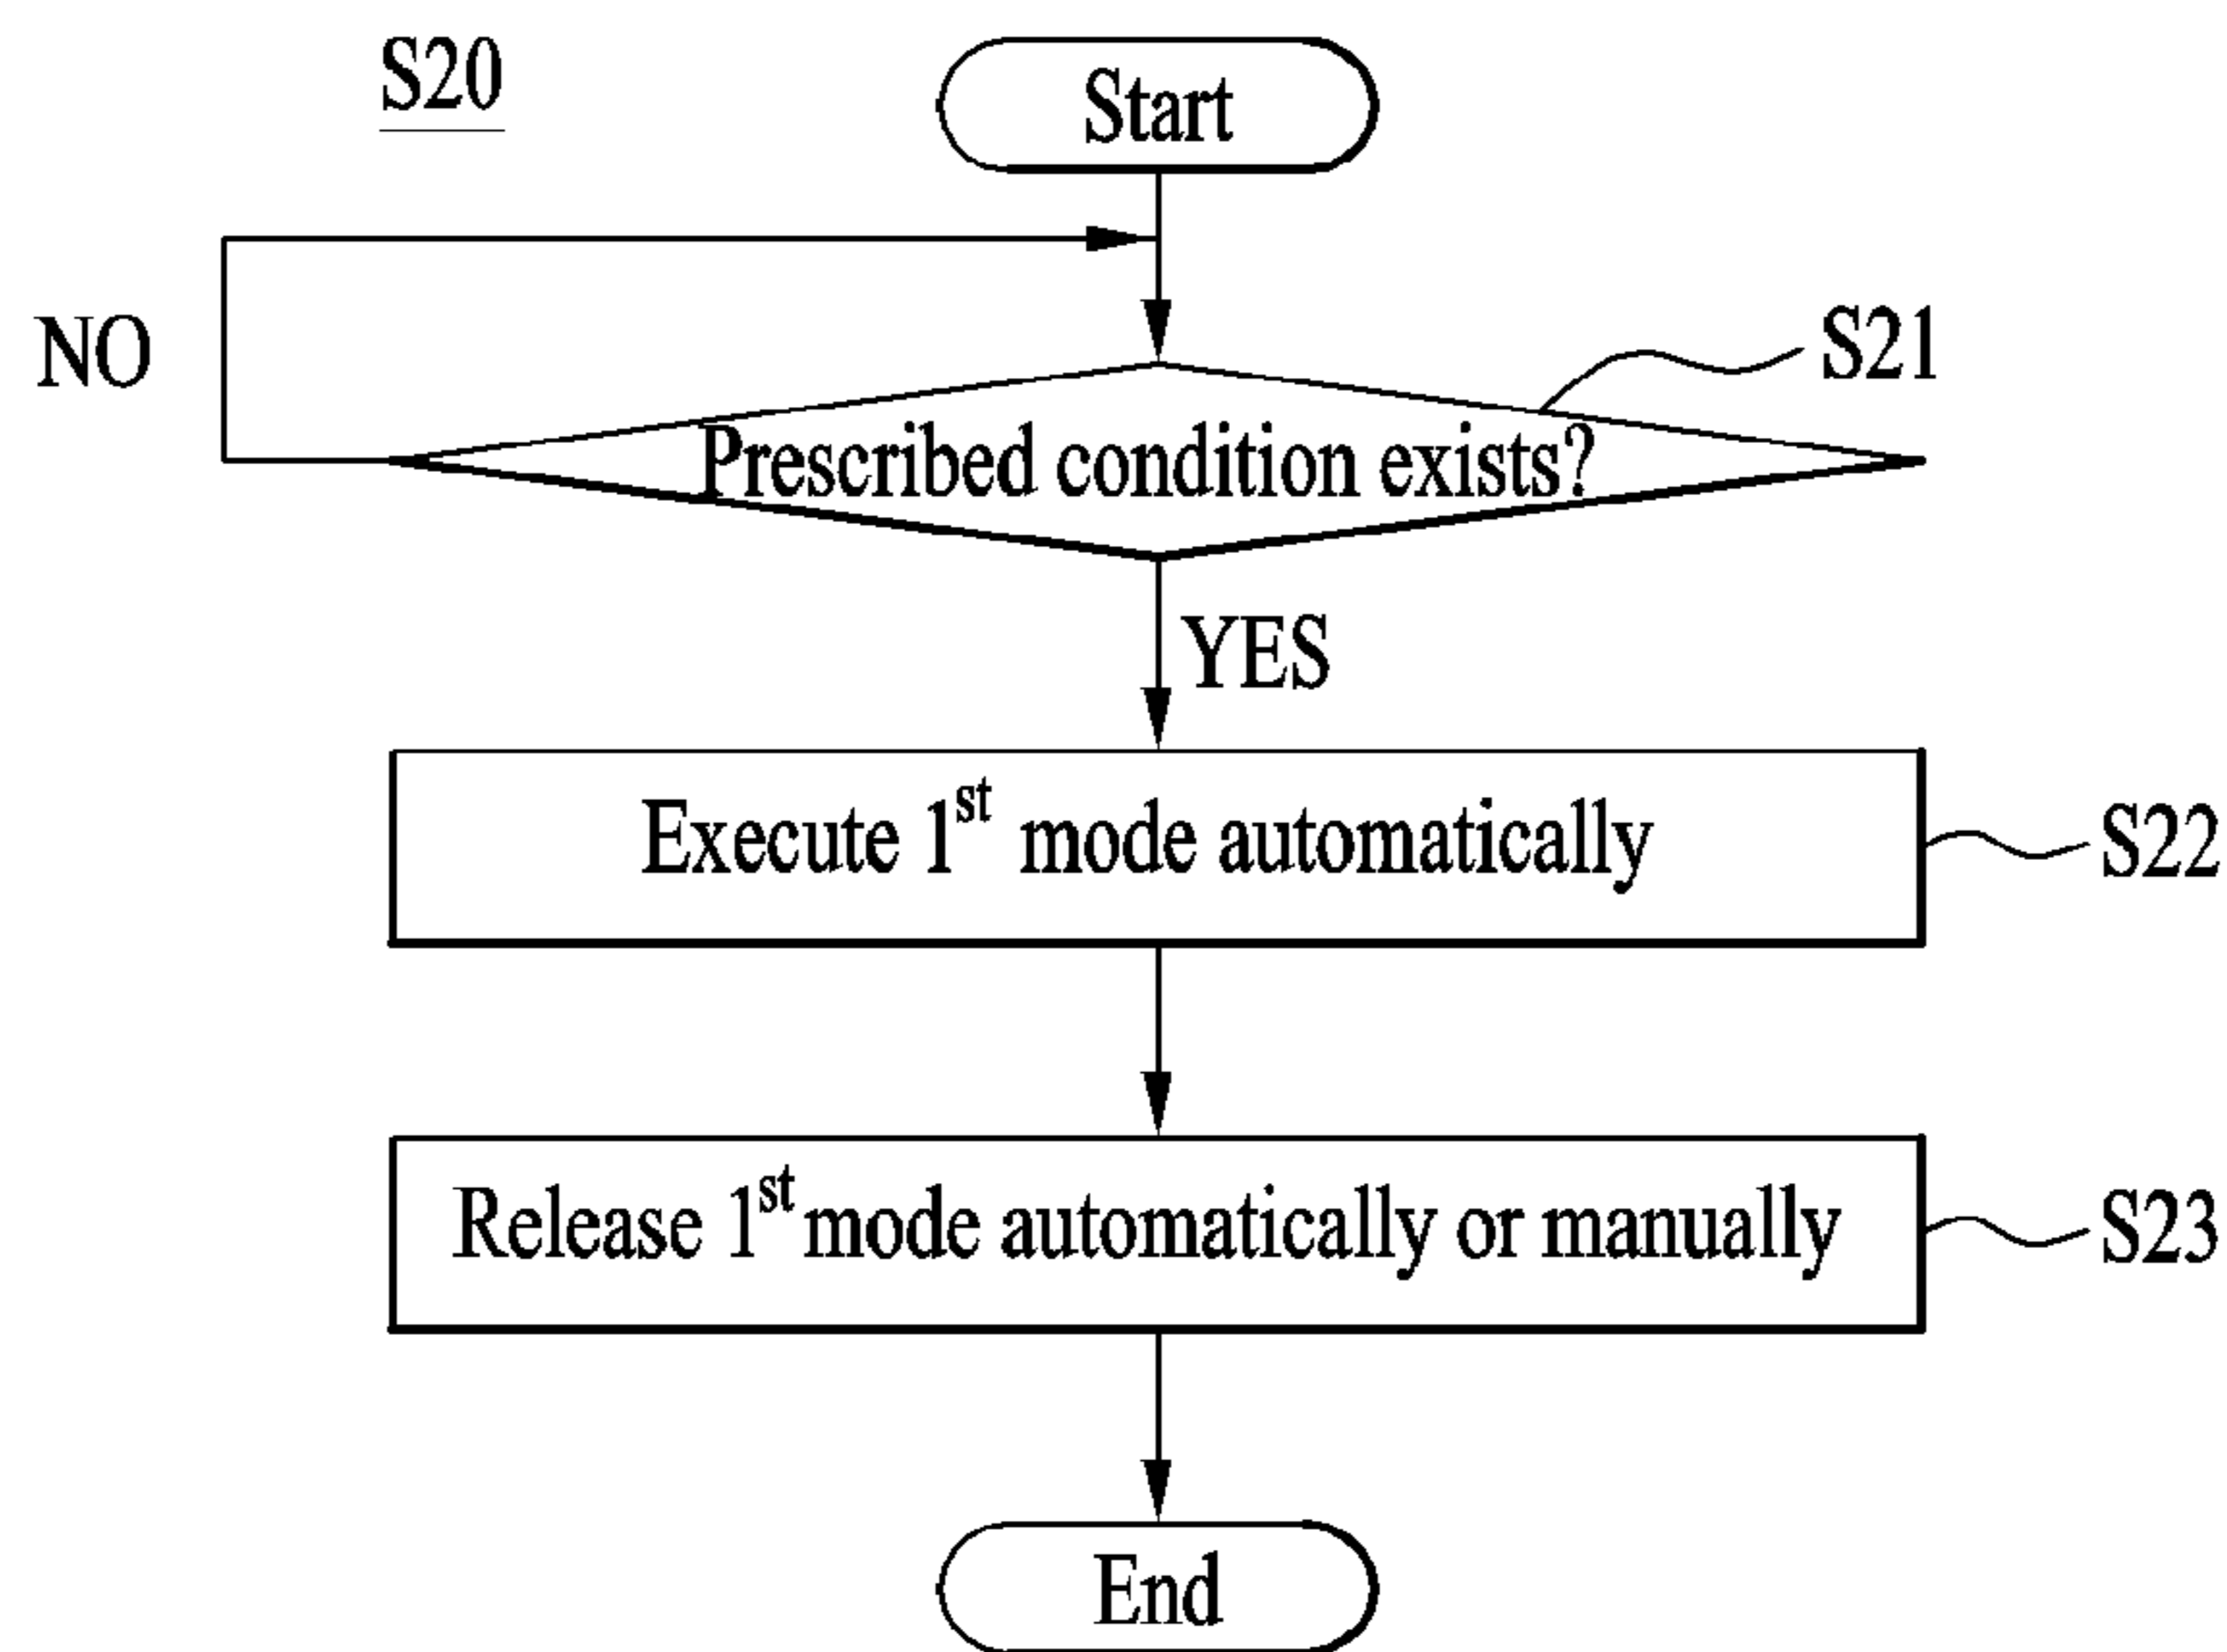 S20
Start
NO
S21
Prescribed condition exists?
YES
Execute 1st mode automatically
S22
Release 1st mode automatically or manually
S23
End